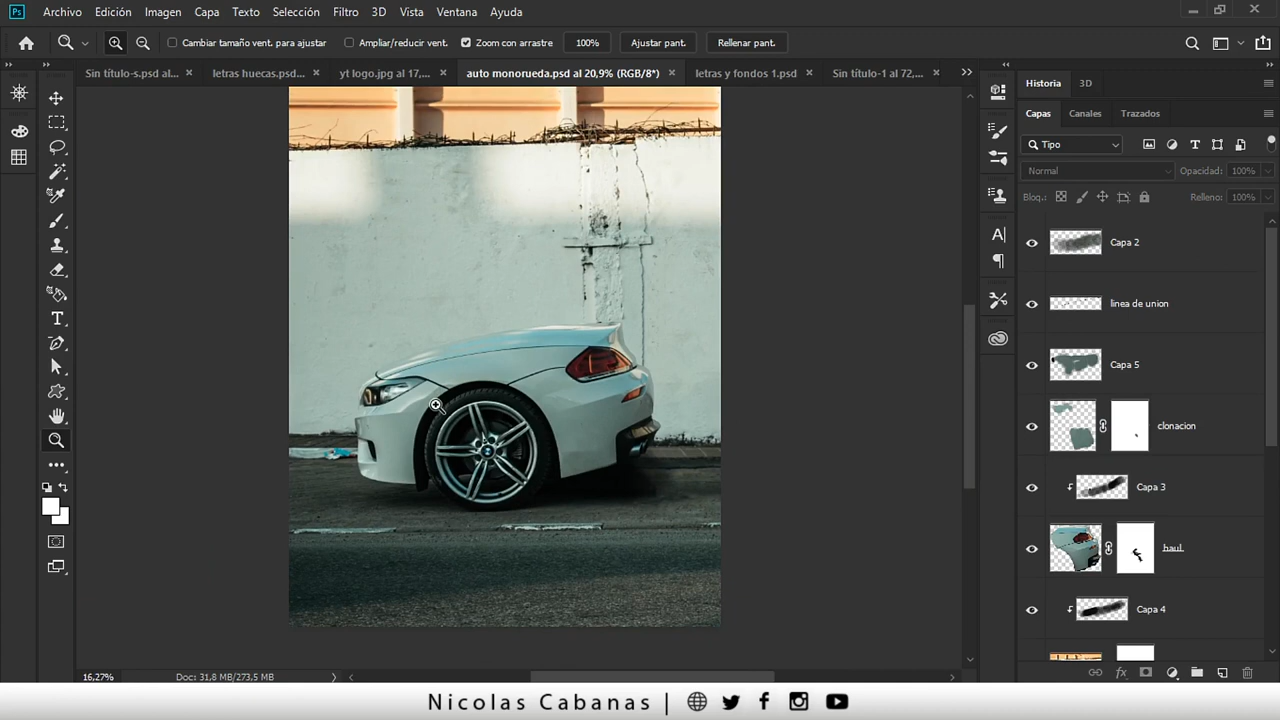 Ps Archivo Edición Imagen Capa Texto Selección Filtro 3D Vista Ventana Ayuda
Cambiar tamaño vent. para ajustar Ampliar/reducir vent. Zoom con arrastre 100% Ajustar pant. Rellenar pant.
Sin título-s.psd al... × letras huecas.psd... × yt logo.jpg al 17,... × auto monorueda.psd al 20,9% (RGB/8*) × letras y fondos 1.psd × Sin título-1 al 72,... ×
Historia 3D
Capas Canales Trazados
Tipo
Normal Opacidad: 100%
Bloq.: Relleno: 100%
Capa 2
linea de union
Capa 5
clonacion
Capa 3
haul
Capa 4
16,27% Doc: 31,8 MB/273,5 MB
Nicolas Cabanas |